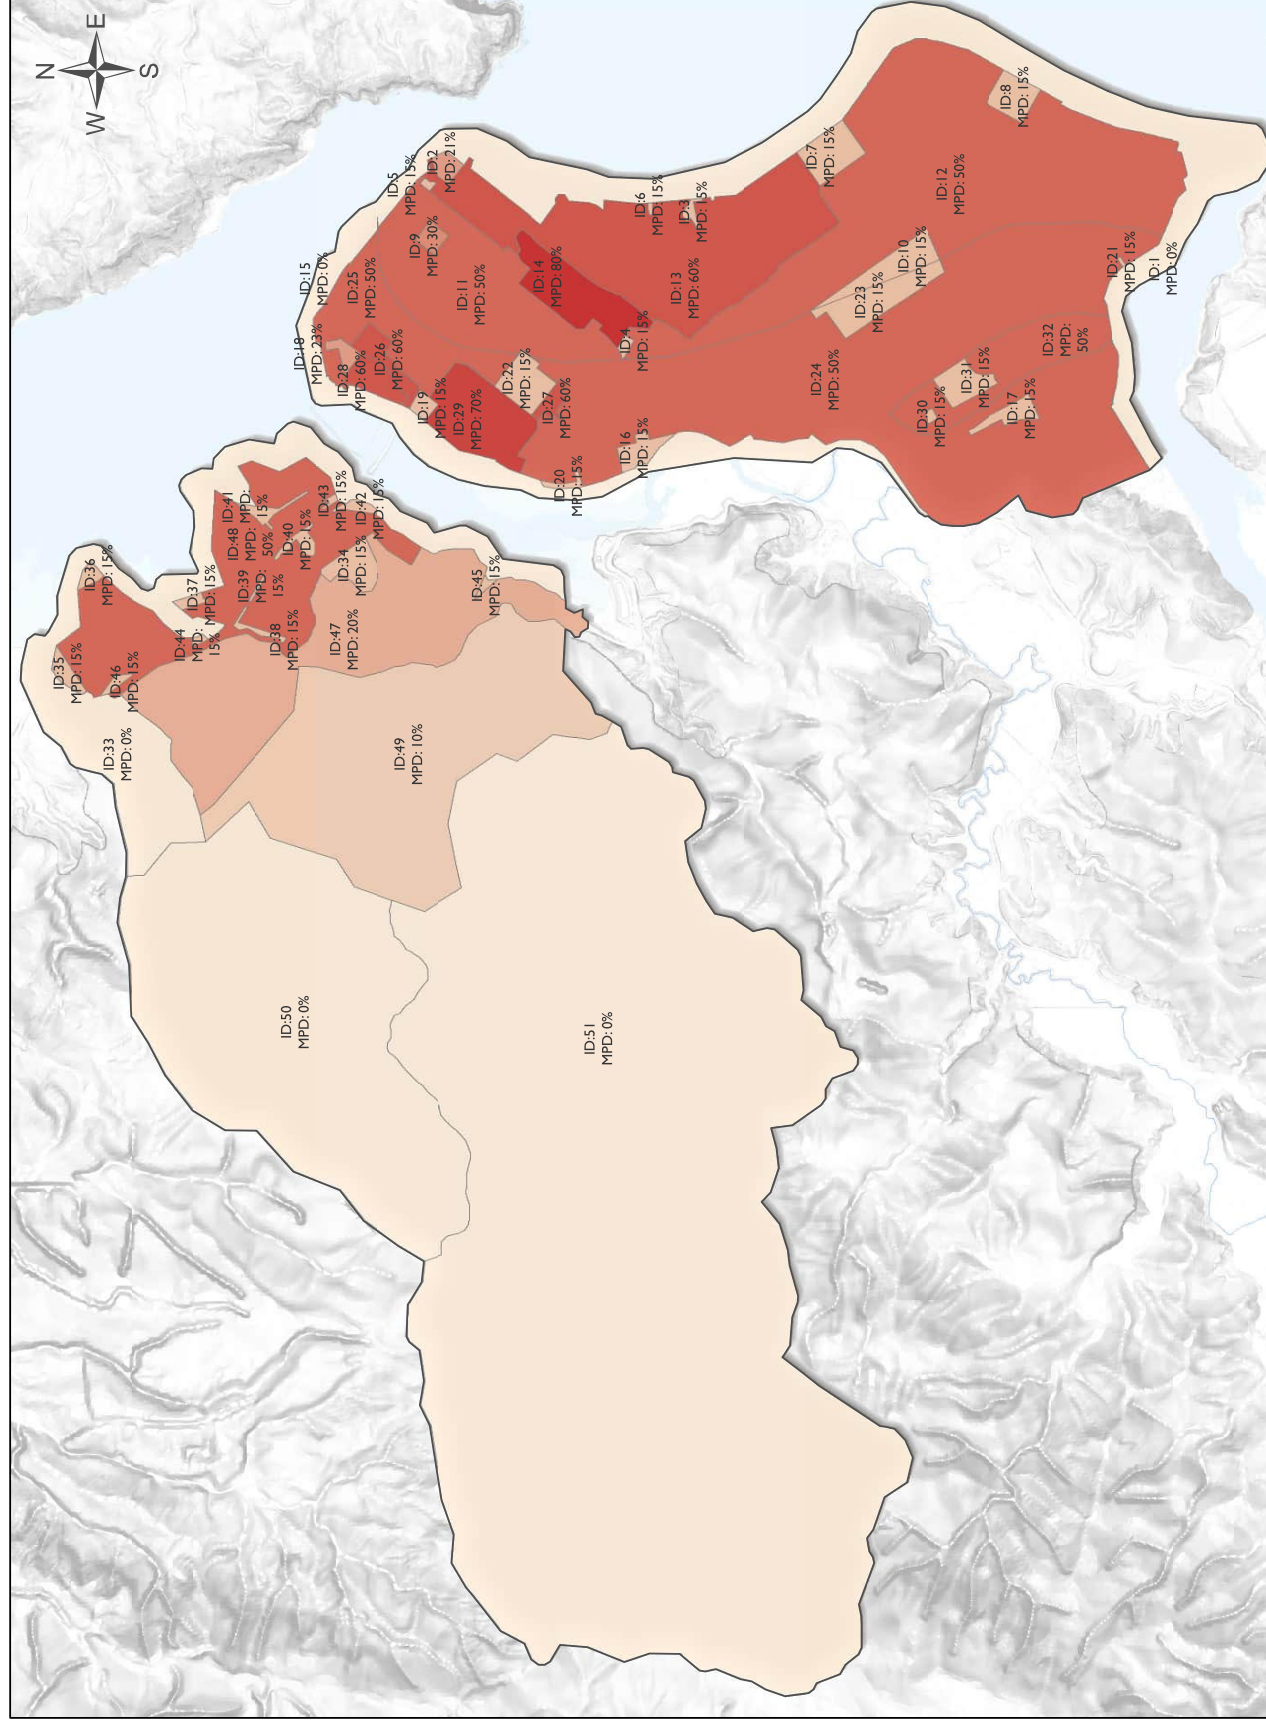 N
E
S
W
ID:35
MPD: 15%
ID:36
MPD: 15%
ID:33
MPD: 0%
ID:46
MPD: 15%
ID:44
MPD:
15%
ID:37
MPD: 15%
ID:41
MPD:
15%
ID:48
MPD:
50%
ID:39
MPD:
15%
ID:40
MPD: 15%
ID:38
MPD: 15%
ID:43
MPD: 15%
ID:42
MPD: 15%
ID:34
MPD: 15%
ID:47
MPD: 20%
ID:45
MPD: 15%
ID:49
MPD: 10%
ID:50
MPD: 0%
ID:51
MPD: 0%
ID:15
MPD: 0%
ID:18
MPD: 23%
ID:25
MPD: 50%
ID:28
MPD: 60%
ID:26
MPD: 60%
ID:5
MPD: 15%
ID:2
MPD: 21%
ID:9
MPD: 30%
ID:11
MPD: 50%
ID:19
MPD: 15%
ID:29
MPD: 70%
ID:22
MPD: 15%
ID:14
MPD: 80%
ID:27
MPD: 60%
ID:20
MPD: 15%
ID:16
MPD: 15%
ID:4
MPD: 15%
ID:6
MPD: 15%
ID:3
MPD: 15%
ID:13
MPD: 60%
ID:7
MPD: 15%
ID:24
MPD: 50%
ID:23
MPD: 15%
ID:10
MPD: 15%
ID:12
MPD: 50%
ID:8
MPD: 15%
ID:30
MPD: 15%
ID:31
MPD: 15%
ID:17
MPD: 15%
ID:32
MPD:
50%
ID:21
MPD: 15%
ID:1
MPD: 0%